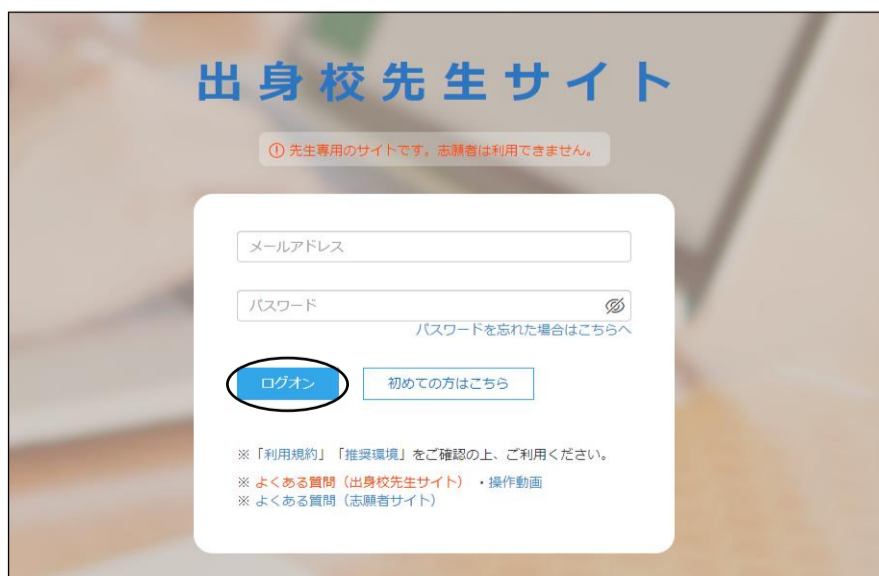 出身校先生サイト
先生専用のサイトです。志願者は利用できません。
メールアドレス
パスワード
パスワードを忘れた場合はこちらへ
ログオン 初めての方はこちら
※「利用規約」「推奨環境」をご確認の上、ご利用ください。
※ よくある質問（出身校先生サイト） ・操作動画
※ よくある質問（志願者サイト）